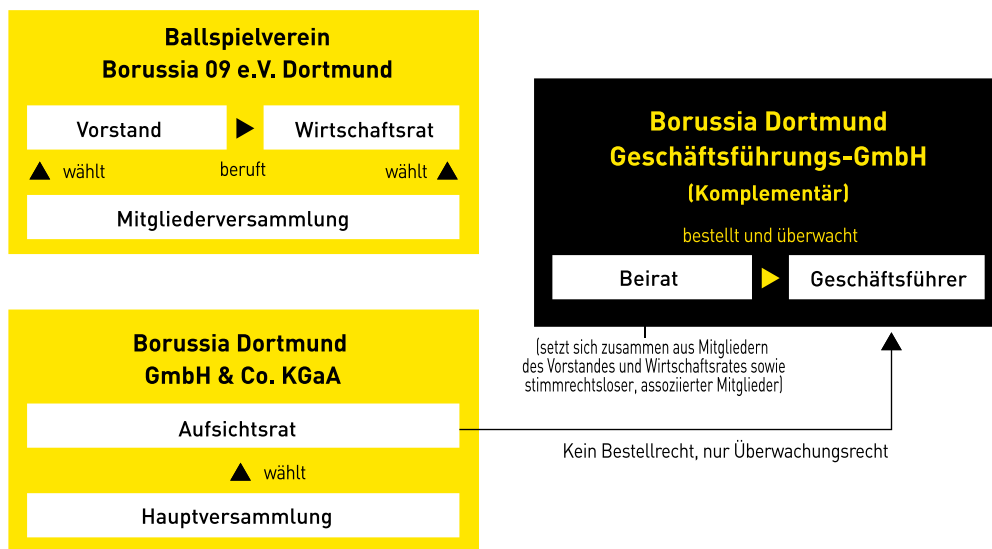 Ballspielverein
Borussia 09 e.V. Dortmund
Vorstand
Wirtschaftsrat
wählt
beruft
wählt
Mitgliederversammlung
Borussia Dortmund
Geschäftsführungs-GmbH
(Komplementär)
bestellt und überwacht
Beirat
Geschäftsführer
(setzt sich zusammen aus Mitgliedern
des Vorstandes und Wirtschaftsrates sowie
stimmrechtsloser, assoziierter Mitglieder)
Borussia Dortmund
GmbH & Co. KGaA
Aufsichtsrat
Kein Bestellrecht, nur Überwachungsrecht
wählt
Hauptversammlung